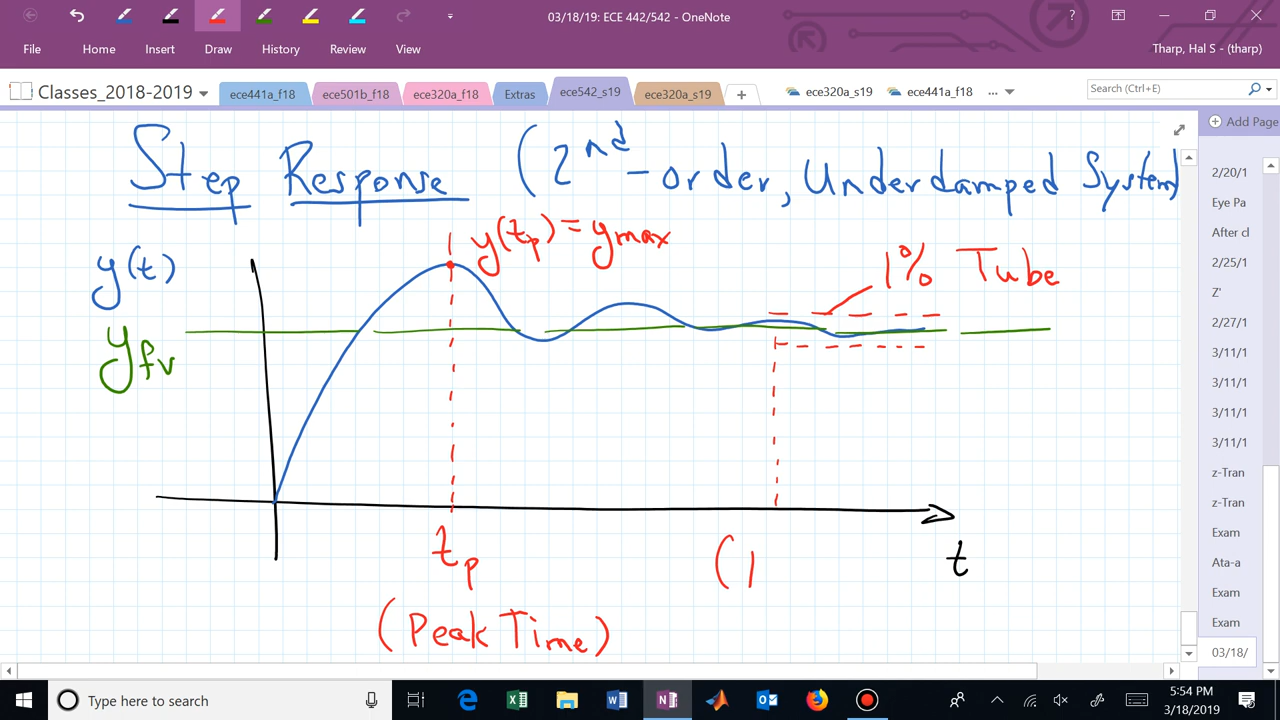 03/18/19: ECE 442/542 - OneNote
?
File Home Insert Draw History Review View
Tharp, Hal S - (tharp)
Classes_2018-2019
ece441a_f18 ece501b_f18 ece320a_f18 Extras ece542_s19 ece320a_s19 + ece320a_s19 ece441a_f18 ...
Search (Ctrl+E)
Add Page
Step Response (2nd-order, Underdamped System)
y(t)
y(tp) = ymax
1% Tube
yfv
tp
(1
t
(Peak Time)
2/20/1
Eye Pa
After cl
2/25/1
Z'
2/27/1
3/11/1
3/11/1
3/11/1
3/11/1
z-Tran
z-Tran
Exam
Ata-a
Exam
Exam
03/18/
Type here to search
5:54 PM
3/18/2019